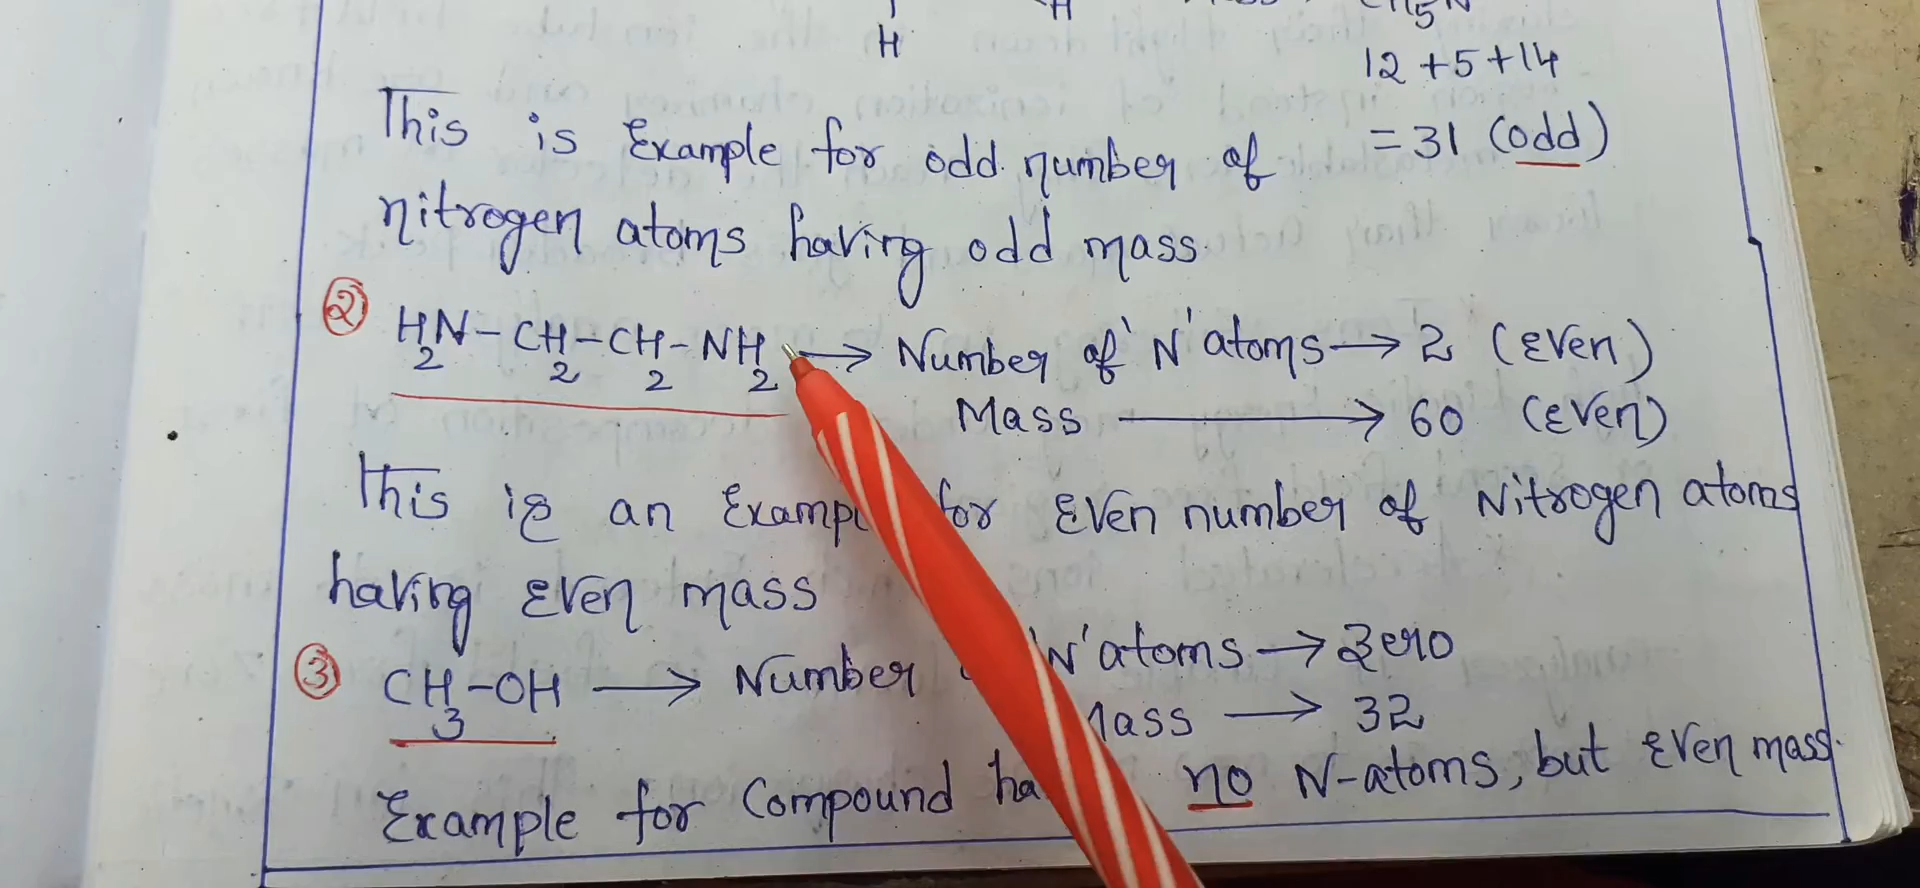 H
H
5
12 + 5 + 14
This is Example for odd number of = 31 (odd)
nitrogen atoms having odd mass.
② H2N-CH2-CH2-NH2 → Number of 'N' atoms → 2 (Even)
Mass → 60 (Even)
This is an Exampl for Even number of Nitrogen atoms
having Even mass
③ CH3-OH → Number 'N' atoms → Zero
Mass → 32
Example for Compound ha no N-atoms, but Even mass.